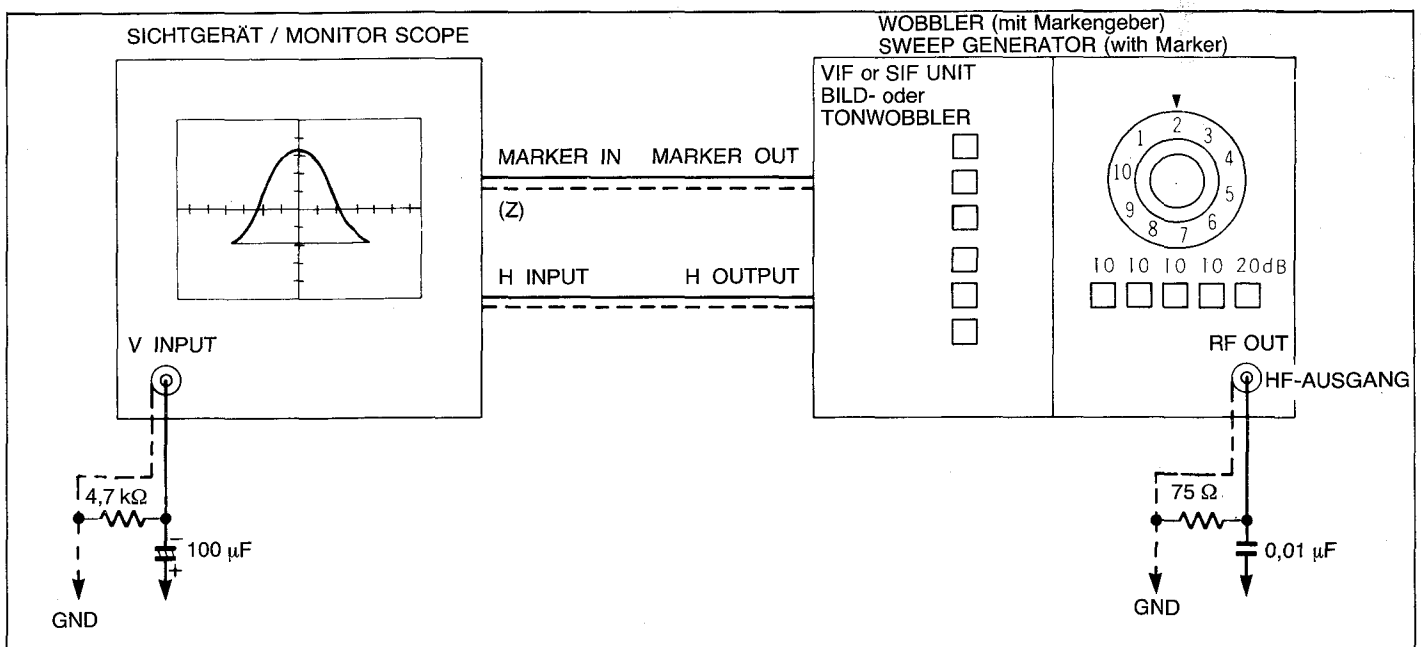 SICHTGERÄT / MONITOR SCOPE
WOBBLER (mit Markengeber)
SWEEP GENERATOR (with Marker)
VIF or SIF UNIT
BILD- oder
TONWOBBLER
MARKER IN MARKER OUT
(Z)
H INPUT H OUTPUT
1 2 3 4 5 6 7 8 9 10
10 10 10 10 20dB
V INPUT
RF OUT
HF-AUSGANG
4,7 kΩ
− 100 µF
+
GND
75 Ω
0,01 µF
GND